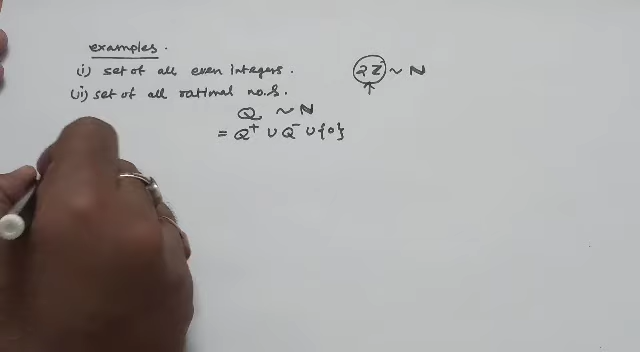 examples.
(i) set of all even integers. 2Z ~ N
(ii) set of all rational no.s.
Q ~ N
= Q⁺ ∪ Q⁻ ∪ {0}